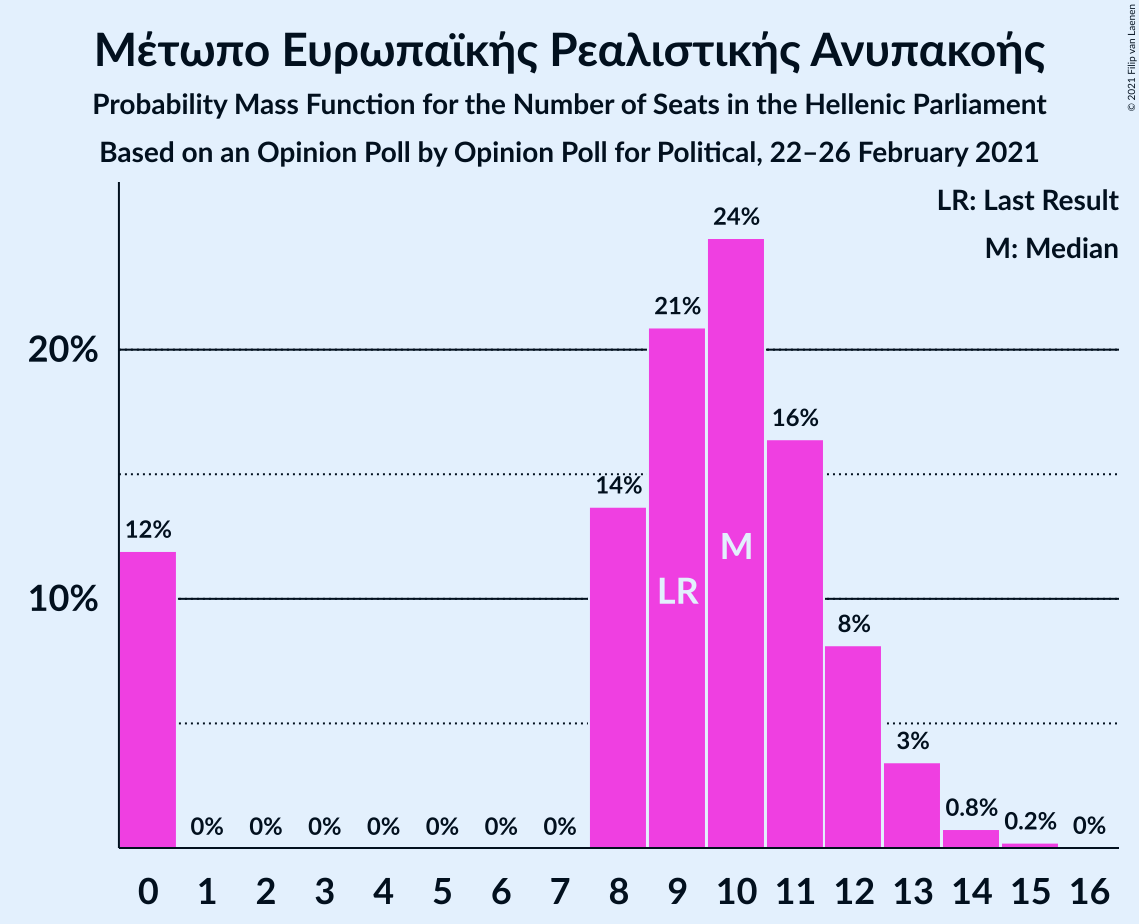 Μέτωπο Ευρωπαϊκής Ρεαλιστικής Ανυπακοής
Probability Mass Function for the Number of Seats in the Hellenic Parliament
Based on an Opinion Poll by Opinion Poll for Political, 22–26 February 2021
© 2021 Filip van Laenen
LR: Last Result
M: Median
20%
10%
12%
0%
0%
0%
0%
0%
0%
0%
14%
21%
24%
16%
8%
3%
0.8%
0.2%
0%
LR
M
0 1 2 3 4 5 6 7 8 9 10 11 12 13 14 15 16